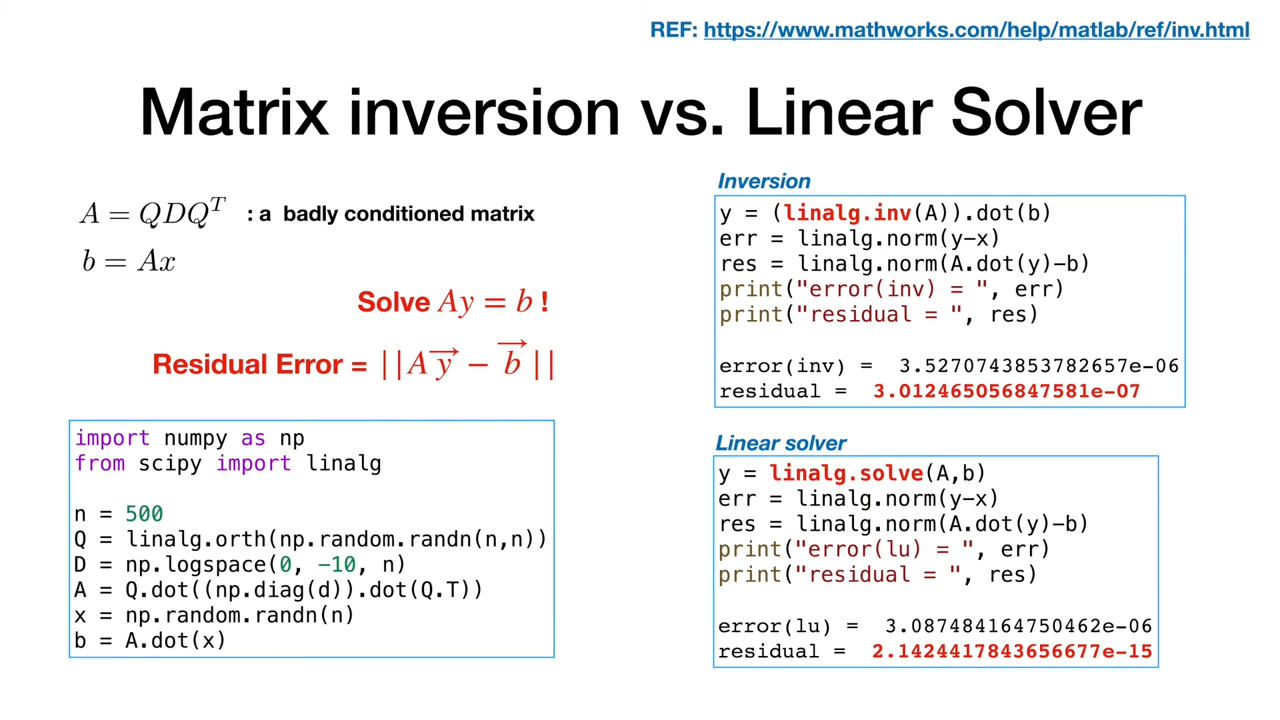 REF: https://www.mathworks.com/help/matlab/ref/inv.html
Matrix inversion vs. Linear Solver
A = QDQ^T : a badly conditioned matrix
b = Ax
Solve Ay = b !
Residual Error = ||A y⃗ − b⃗ ||
import numpy as np
from scipy import linalg
n = 500
Q = linalg.orth(np.random.randn(n,n))
D = np.logspace(0, -10, n)
A = Q.dot((np.diag(d)).dot(Q.T))
x = np.random.randn(n)
b = A.dot(x)
Inversion
y = (linalg.inv(A)).dot(b)
err = linalg.norm(y-x)
res = linalg.norm(A.dot(y)-b)
print("error(inv) = ", err)
print("residual = ", res)
error(inv) = 3.5270743853782657e-06
residual = 3.012465056847581e-07
Linear solver
y = linalg.solve(A,b)
err = linalg.norm(y-x)
res = linalg.norm(A.dot(y)-b)
print("error(lu) = ", err)
print("residual = ", res)
error(lu) = 3.087484164750462e-06
residual = 2.1424417843656677e-15